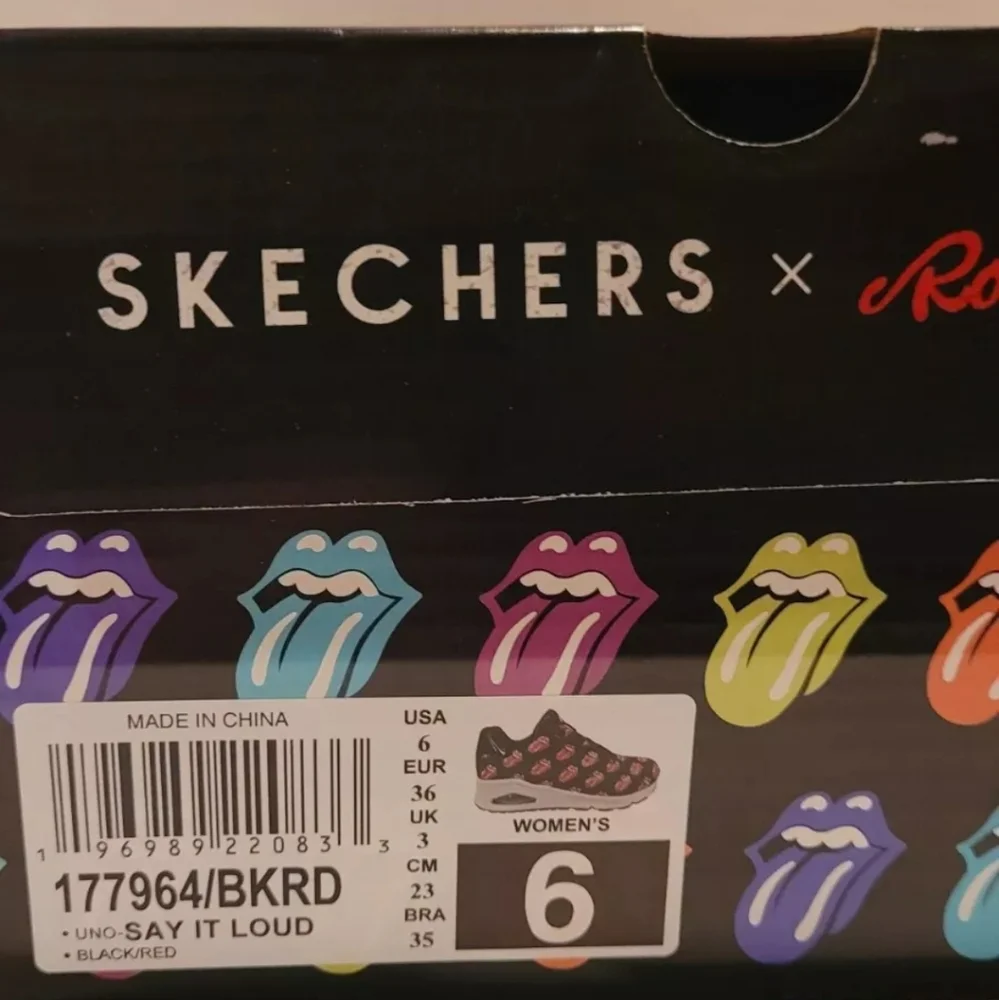 SKECHERS × Ro
MADE IN CHINA
1 96989 22083 3
177964/BKRD
• UNO-SAY IT LOUD
• BLACK/RED
USA
6
EUR
36
UK
3
CM
23
BRA
35
WOMEN'S
6